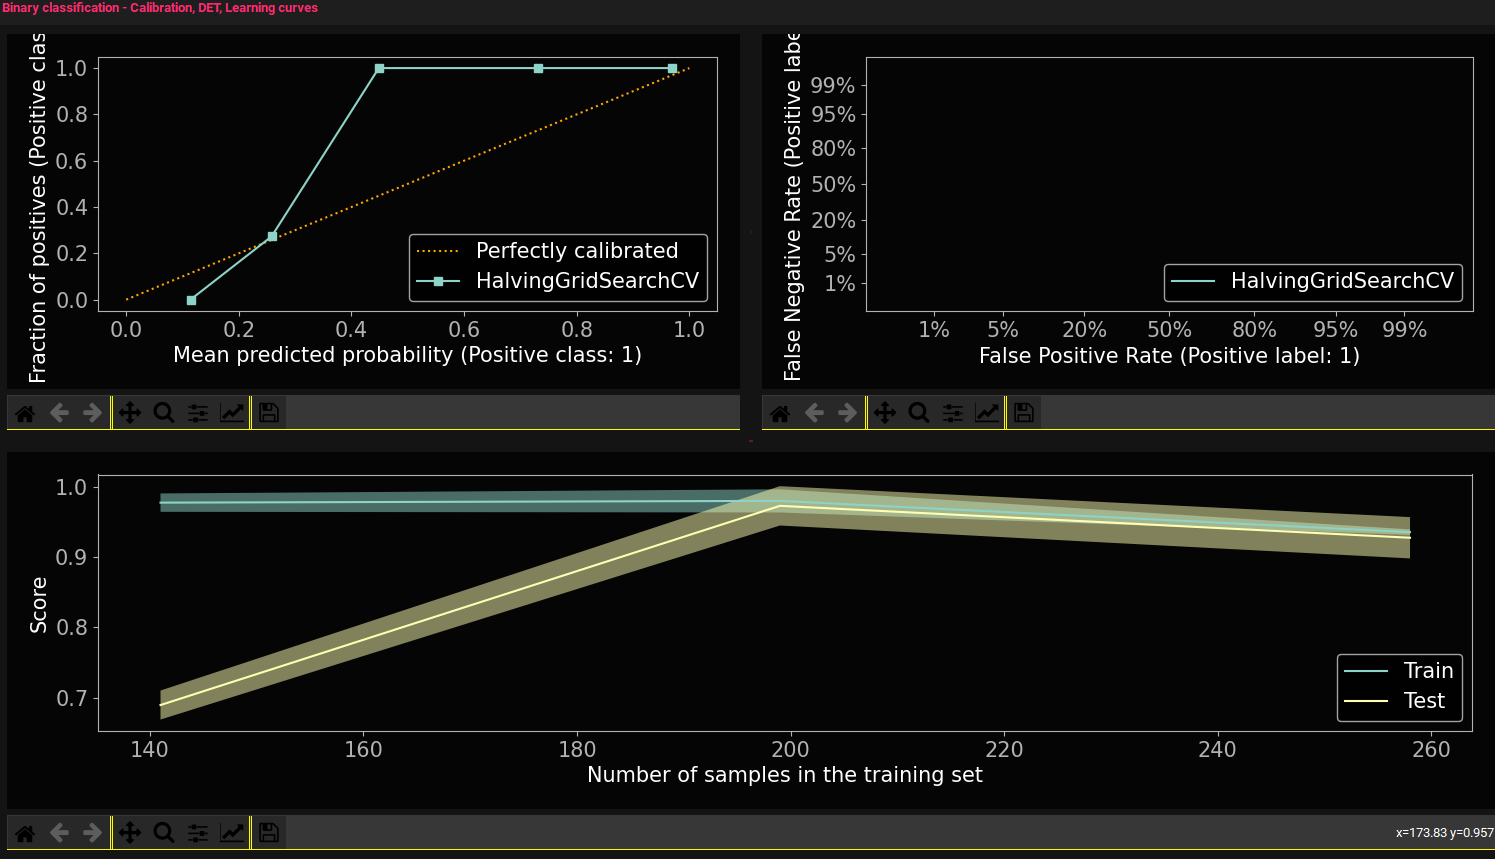 Binary classification - Calibration, DET, Learning curves
Fraction of positives (Positive clas
1.0
0.8
0.6
0.4
0.2
0.0
0.0 0.2 0.4 0.6 0.8 1.0
Mean predicted probability (Positive class: 1)
Perfectly calibrated
HalvingGridSearchCV
False Negative Rate (Positive labe
99%
95%
80%
50%
20%
5%
1%
1% 5% 20% 50% 80% 95% 99%
False Positive Rate (Positive label: 1)
HalvingGridSearchCV
Score
1.0
0.9
0.8
0.7
140 160 180 200 220 240 260
Number of samples in the training set
Train
Test
x=173.83 y=0.957